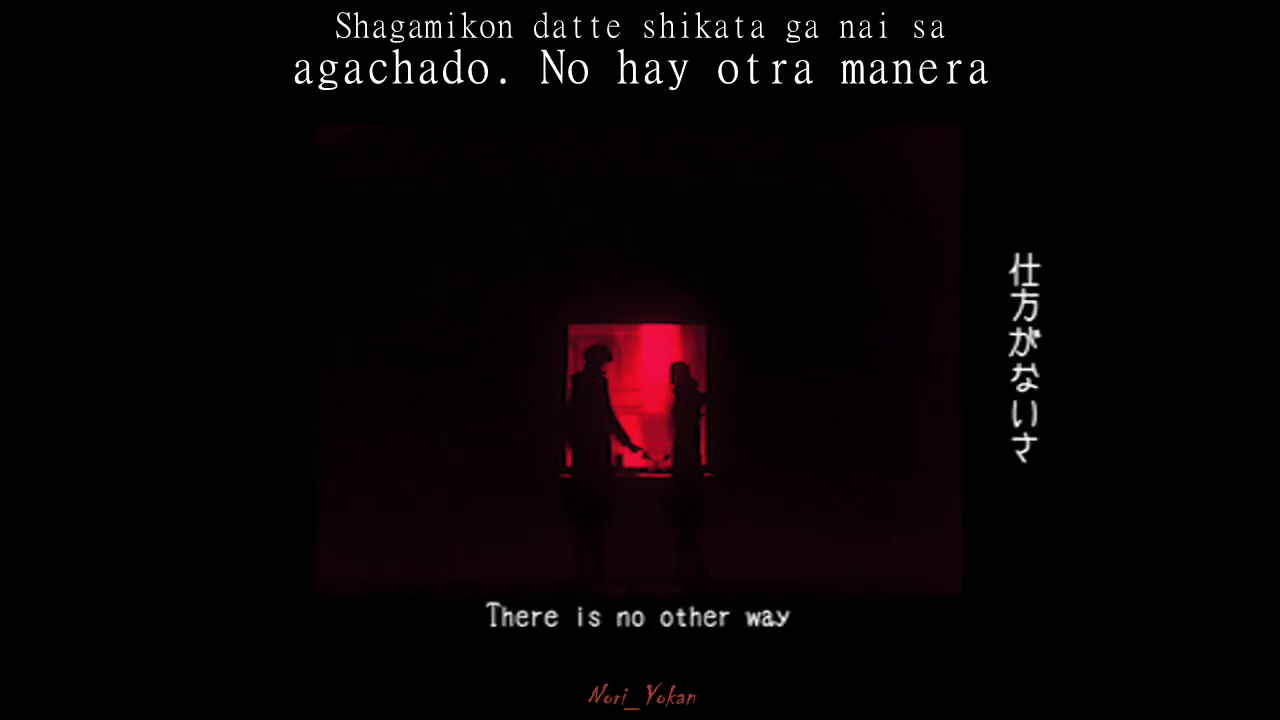 Shagamikon datte shikata ga nai sa
agachado. No hay otra manera
仕方がないさ
There is no other way
Nori_Yokan